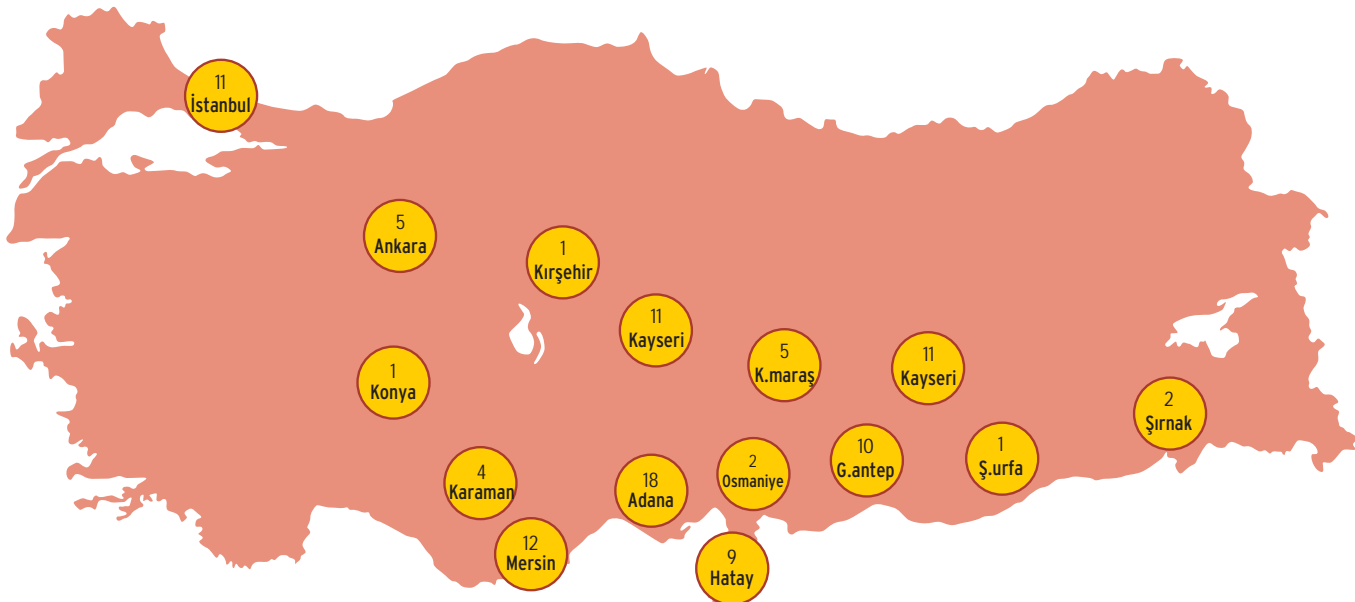 11
İstanbul
5
Ankara
1
Kırşehir
11
Kayseri
5
K.maraş
11
Kayseri
1
Konya
2
Şırnak
4
Karaman
18
Adana
2
Osmaniye
10
G.antep
1
Ş.urfa
12
Mersin
9
Hatay